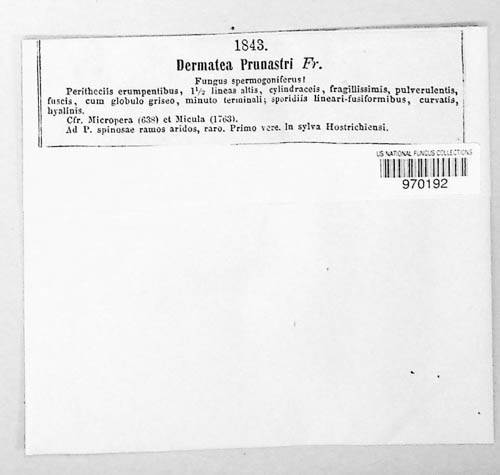 1843.
Dermatea Prunastri Fr.
Fungus spermogoniferus!
Peritheciis erumpentibus, 1½ lineas altis, cylindraceis, fragillissimis, pulverulentis,
fuscis, cum globulo griseo, minuto terminali; sporidiis lineari-fusiformibus, curvatis,
hyalinis.
Cfr. Micropera (638) et Micula (1763).
Ad P. spinosae ramos aridos, raro. Primo vere. In sylva Hostrichiensi.
US NATIONAL FUNGUS COLLECTIONS
970192